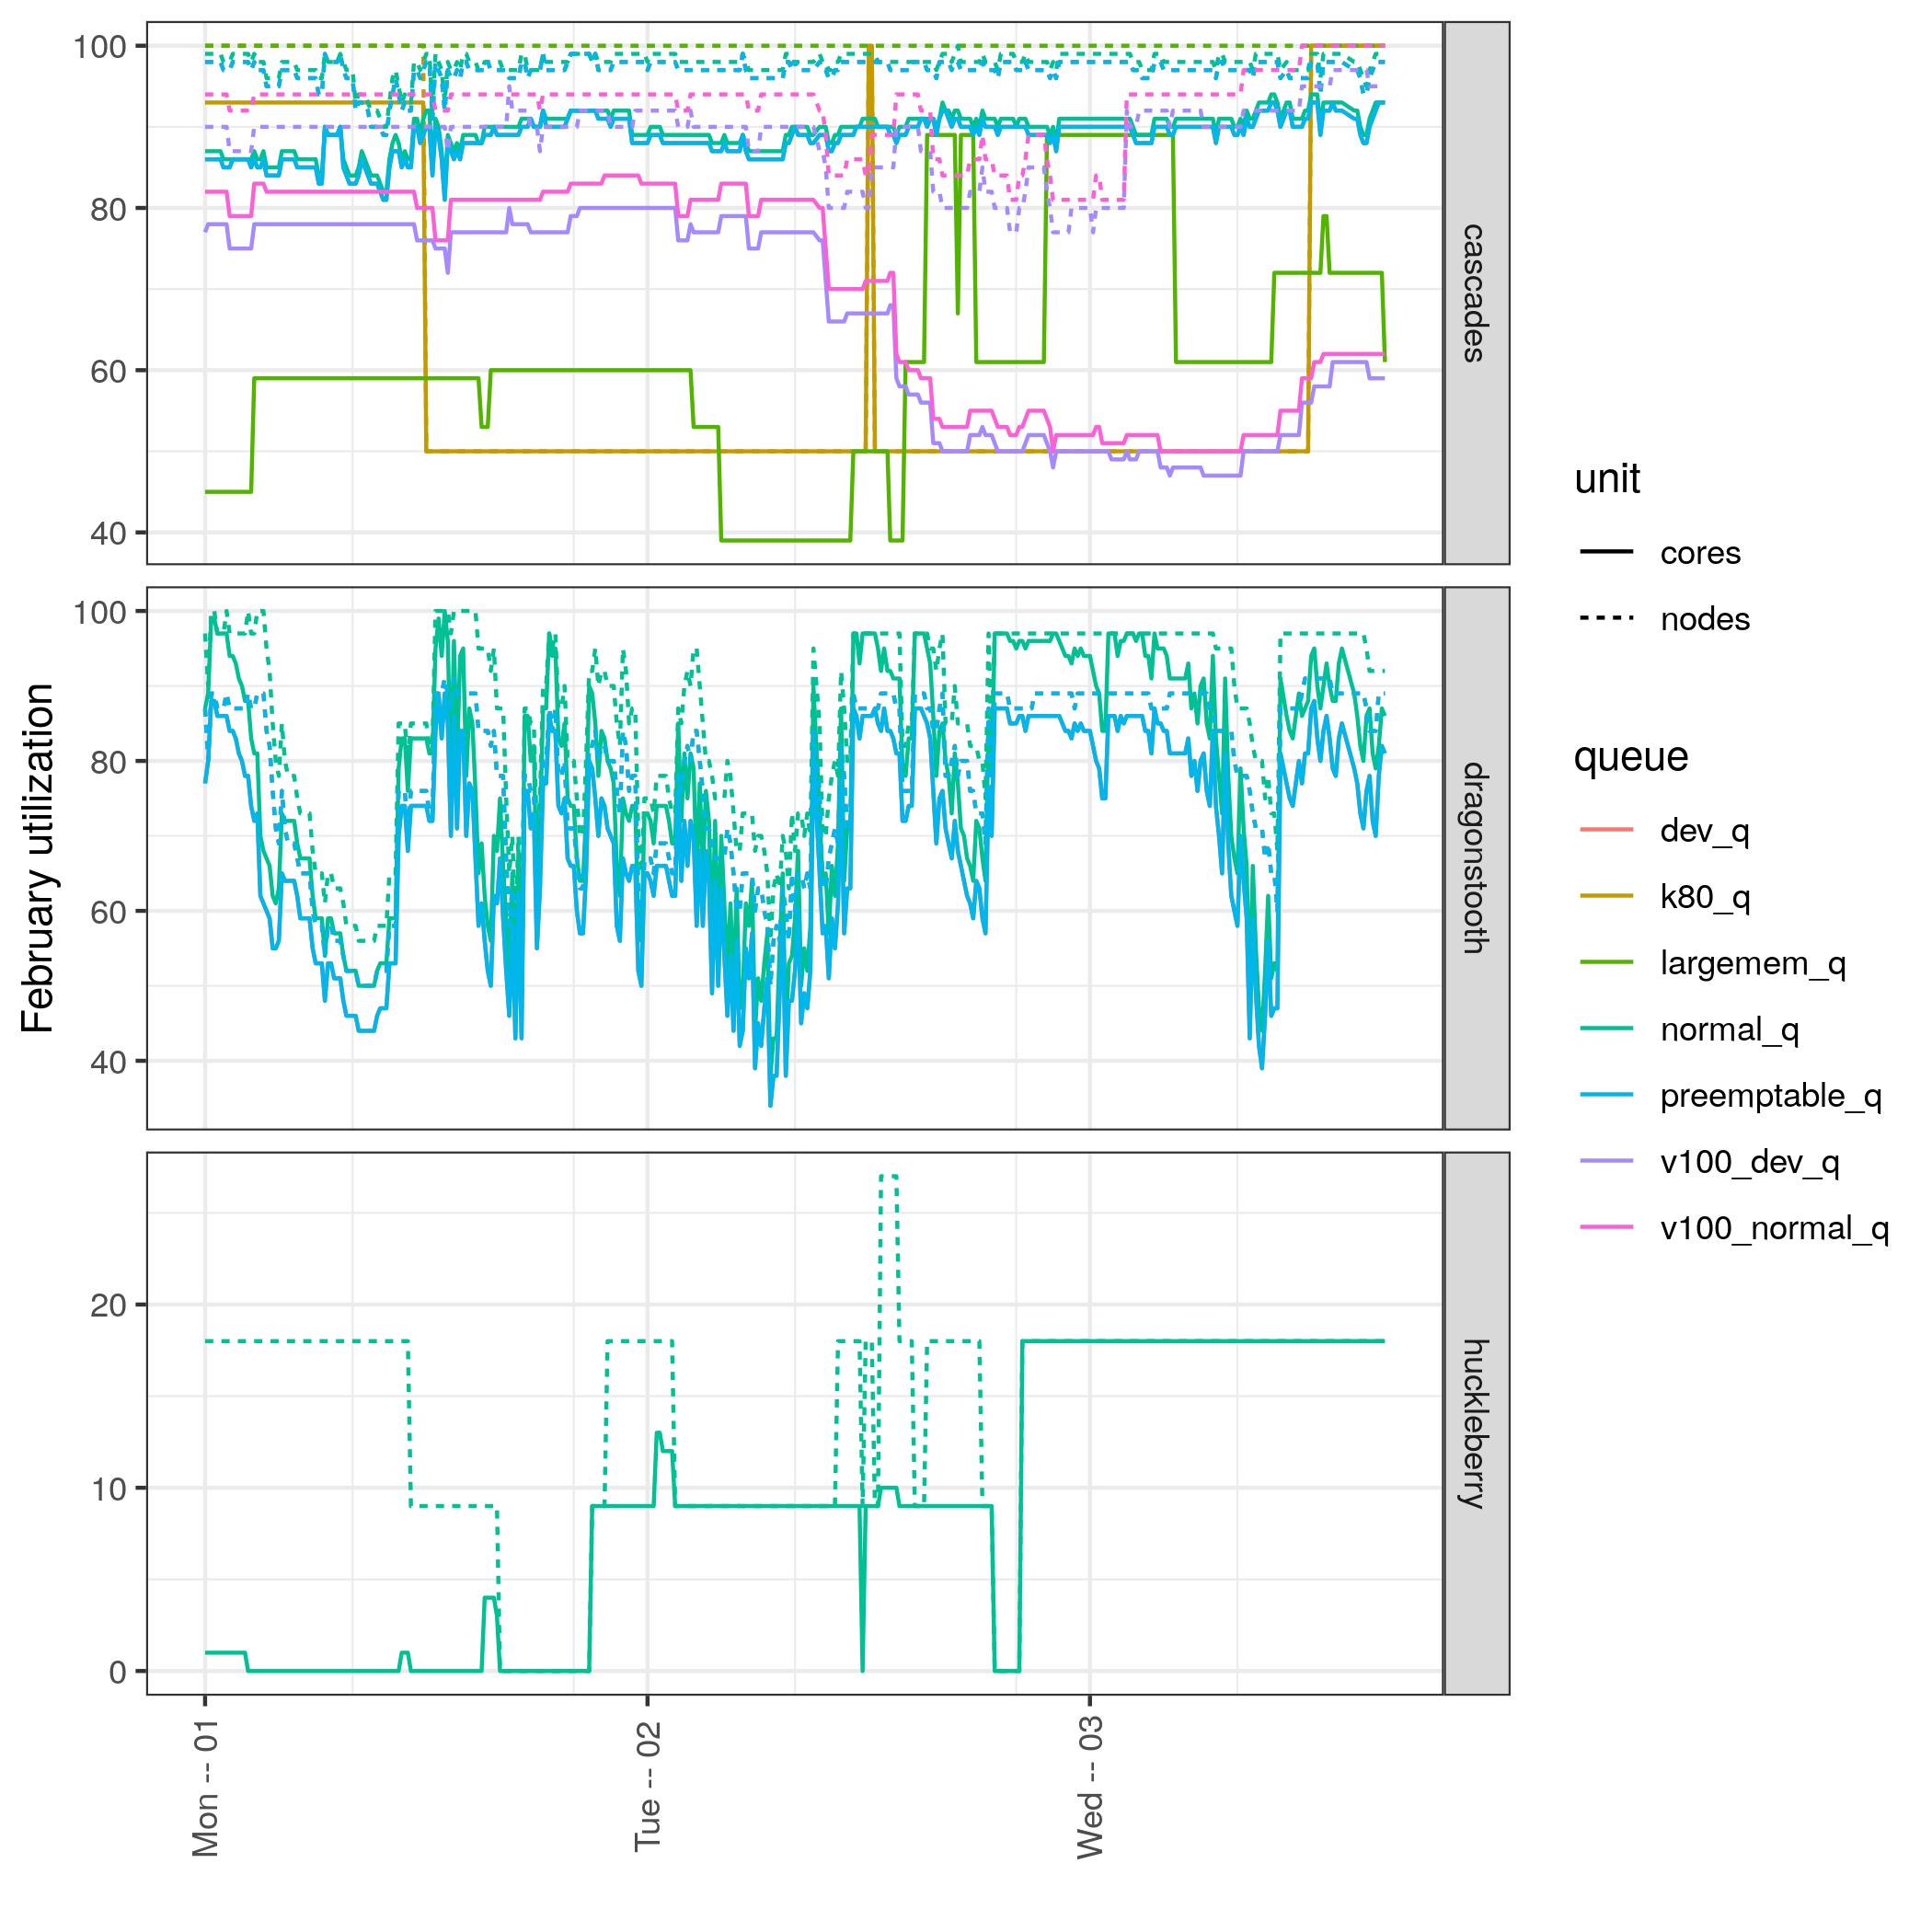 February utilization
100
80
60
40
cascades
100
80
60
40
dragonstooth
20
10
0
huckleberry
Mon -- 01
Tue -- 02
Wed -- 03
unit
cores
nodes
queue
dev_q
k80_q
largemem_q
normal_q
preemptable_q
v100_dev_q
v100_normal_q